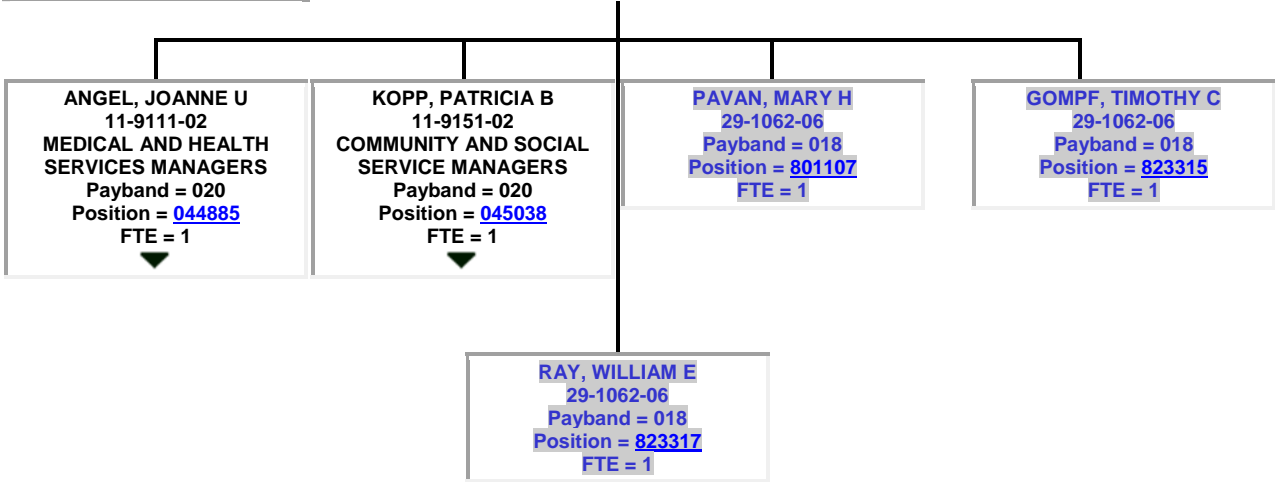 ANGEL, JOANNE U
11-9111-02
MEDICAL AND HEALTH
SERVICES MANAGERS
Payband = 020
Position = 044885
FTE = 1
KOPP, PATRICIA B
11-9151-02
COMMUNITY AND SOCIAL
SERVICE MANAGERS
Payband = 020
Position = 045038
FTE = 1
PAVAN, MARY H
29-1062-06
Payband = 018
Position = 801107
FTE = 1
GOMPF, TIMOTHY C
29-1062-06
Payband = 018
Position = 823315
FTE = 1
RAY, WILLIAM E
29-1062-06
Payband = 018
Position = 823317
FTE = 1